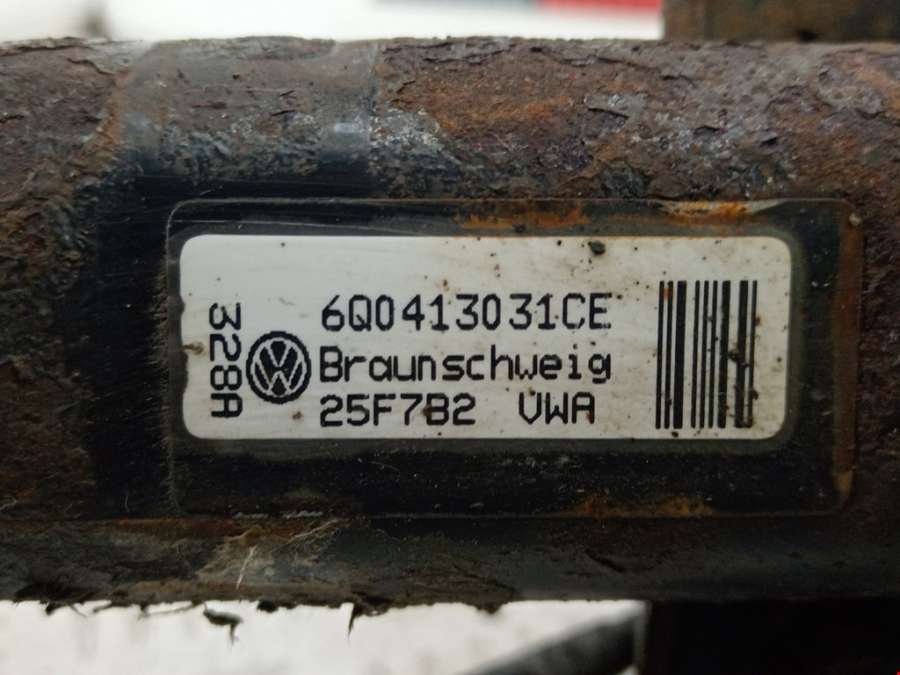 6Q0413031CE
Braunschweig
25F7B2 VWA
328A